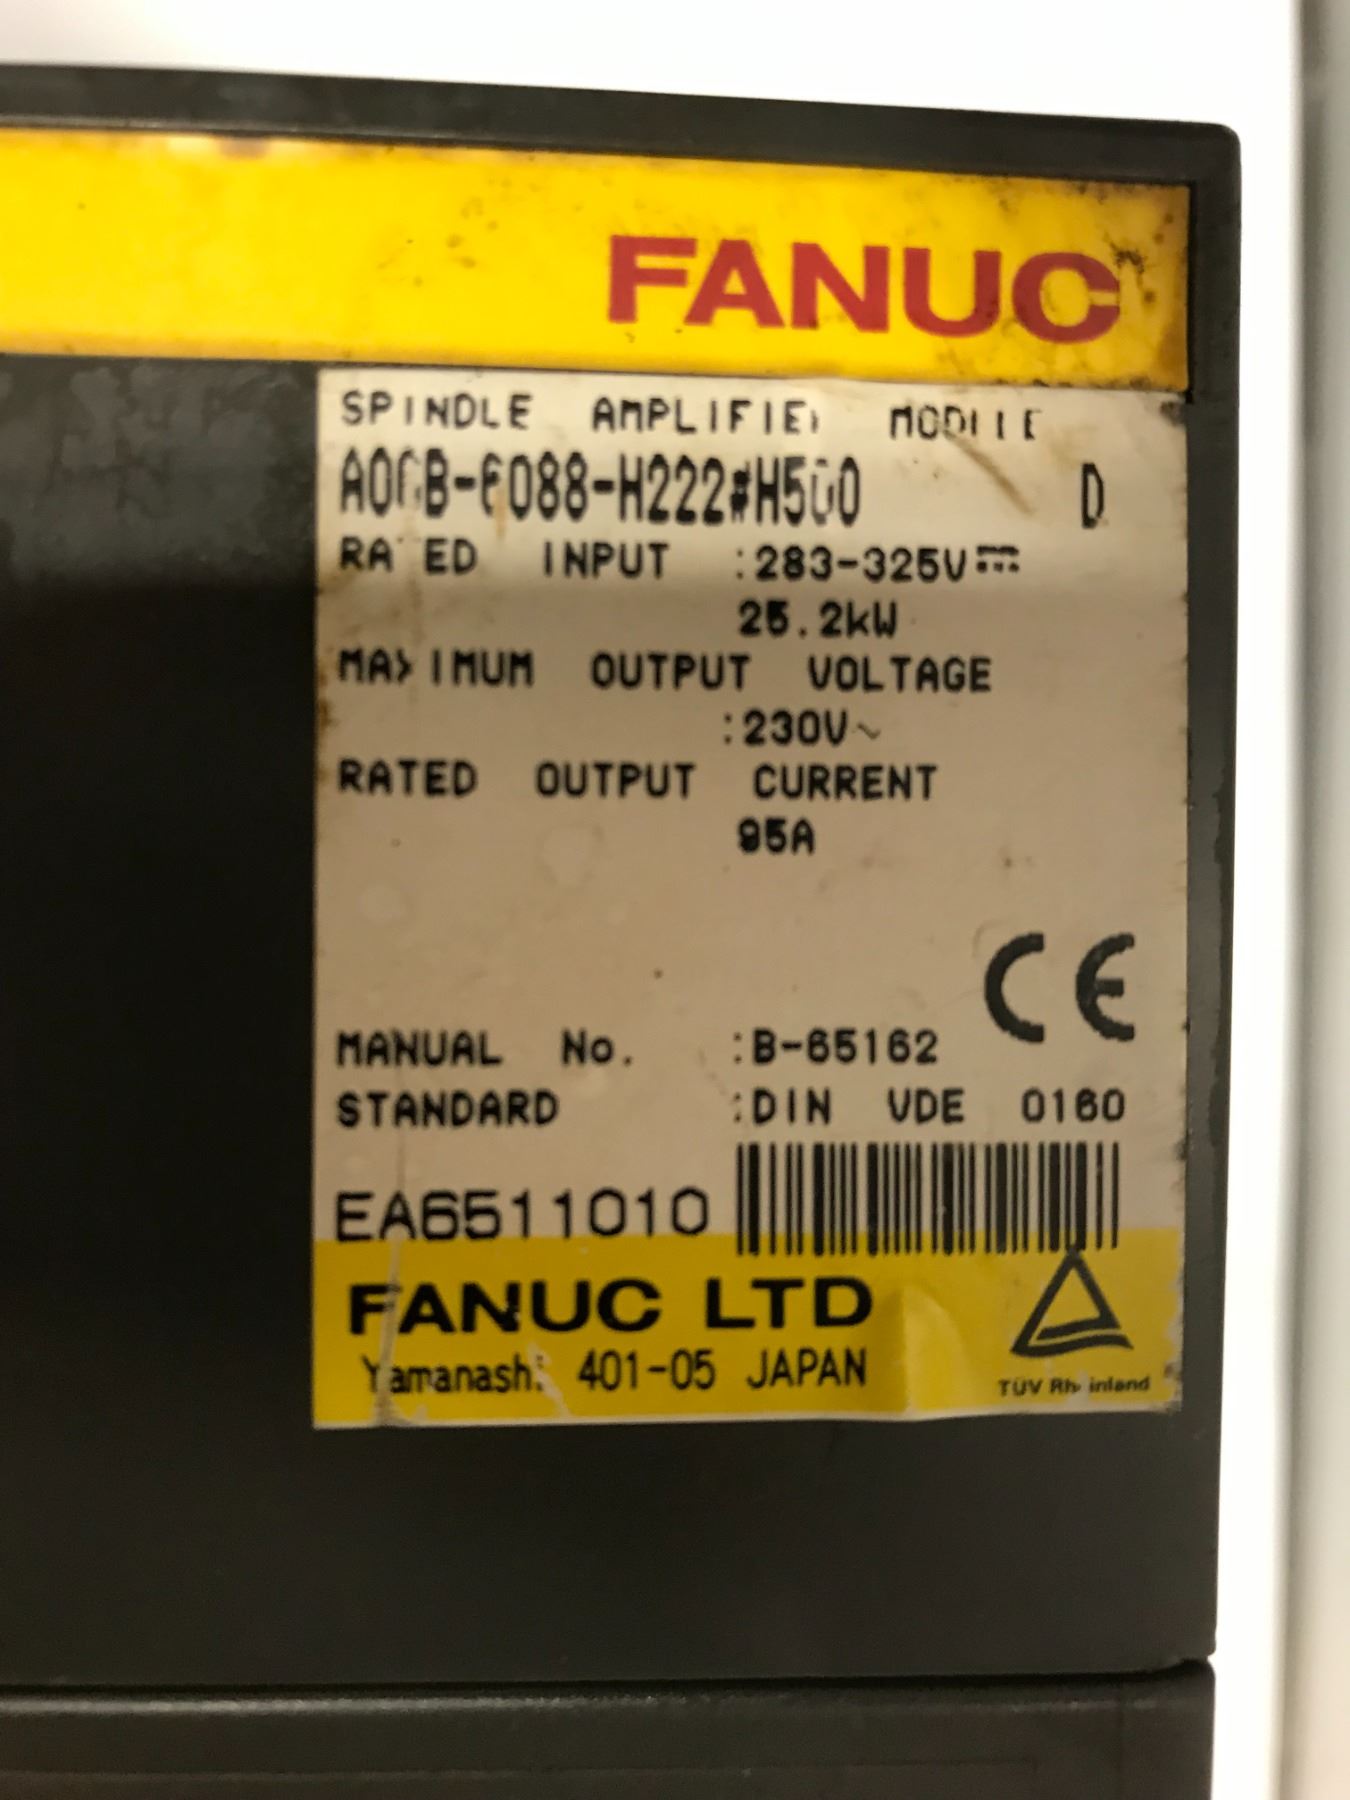 FANUC
SPINDLE AMPLIFIER MODULE
A06B-6088-H222#H500 D
RATED INPUT :283-325V⎓
25.2kW
MAXIMUM OUTPUT VOLTAGE
:230V~
RATED OUTPUT CURRENT
95A
CE
MANUAL No. :B-65162
STANDARD :DIN VDE 0160
EA6511010
FANUC LTD
Yamanashi 401-05 JAPAN
TÜV Rheinland